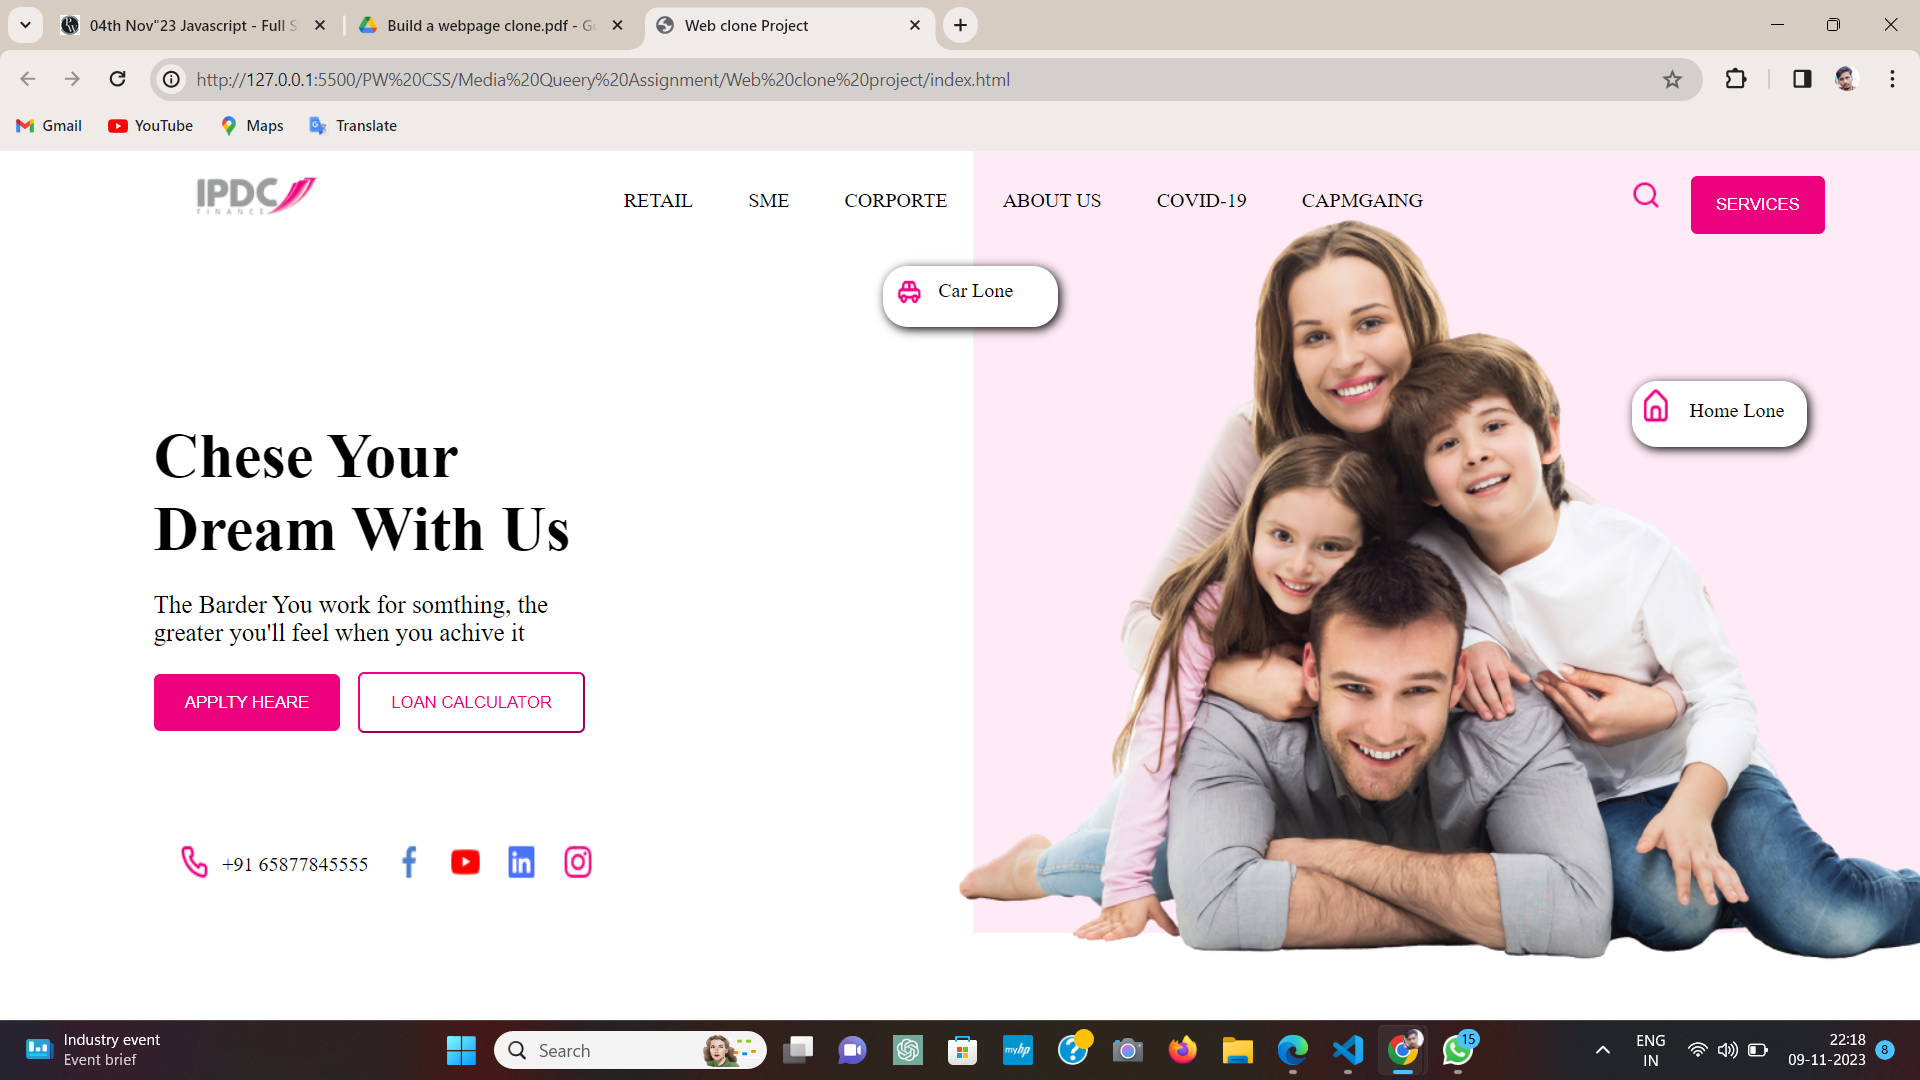 04th Nov"23 Javascript - Full S
Build a webpage clone.pdf - Go
Web clone Project
http://127.0.0.1:5500/PW%20CSS/Media%20Queery%20Assignment/Web%20clone%20project/index.html
Gmail
YouTube
Maps
Translate
IPDC
FINANCE
RETAIL
SME
CORPORTE
ABOUT US
COVID-19
CAPMGAING
SERVICES
Car Lone
Home Lone
Chese Your
Dream With Us
The Barder You work for somthing, the
greater you'll feel when you achive it
APPLTY HEARE
LOAN CALCULATOR
+91 65877845555
Industry event
Event brief
Search
myhp
15
ENG
IN
22:18
09-11-2023
8